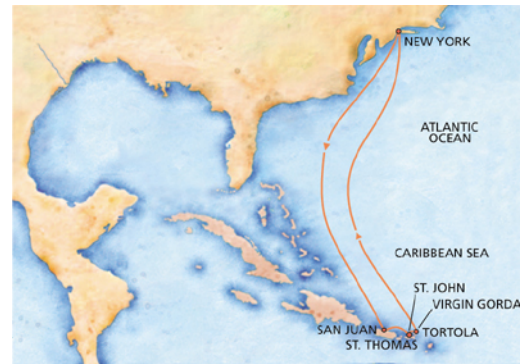 NEW YORK
ATLANTIC
OCEAN
CARIBBEAN SEA
ST. JOHN
VIRGIN GORDA
SAN JUAN
TORTOLA
ST. THOMAS